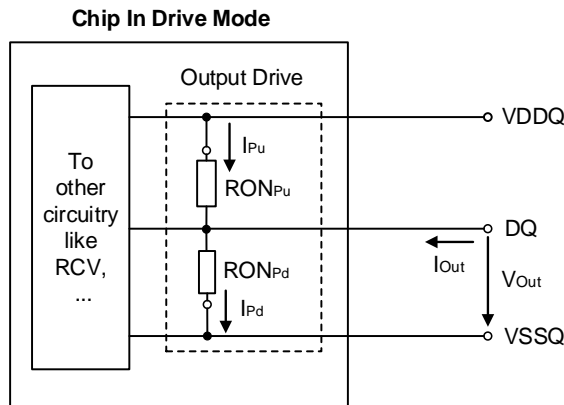 Chip In Drive Mode
Output Drive
VDDQ
IPu
To
other
circuitry
like
RCV,
...
RONPu
DQ
IOut
RONPd
VOut
IPd
VSSQ